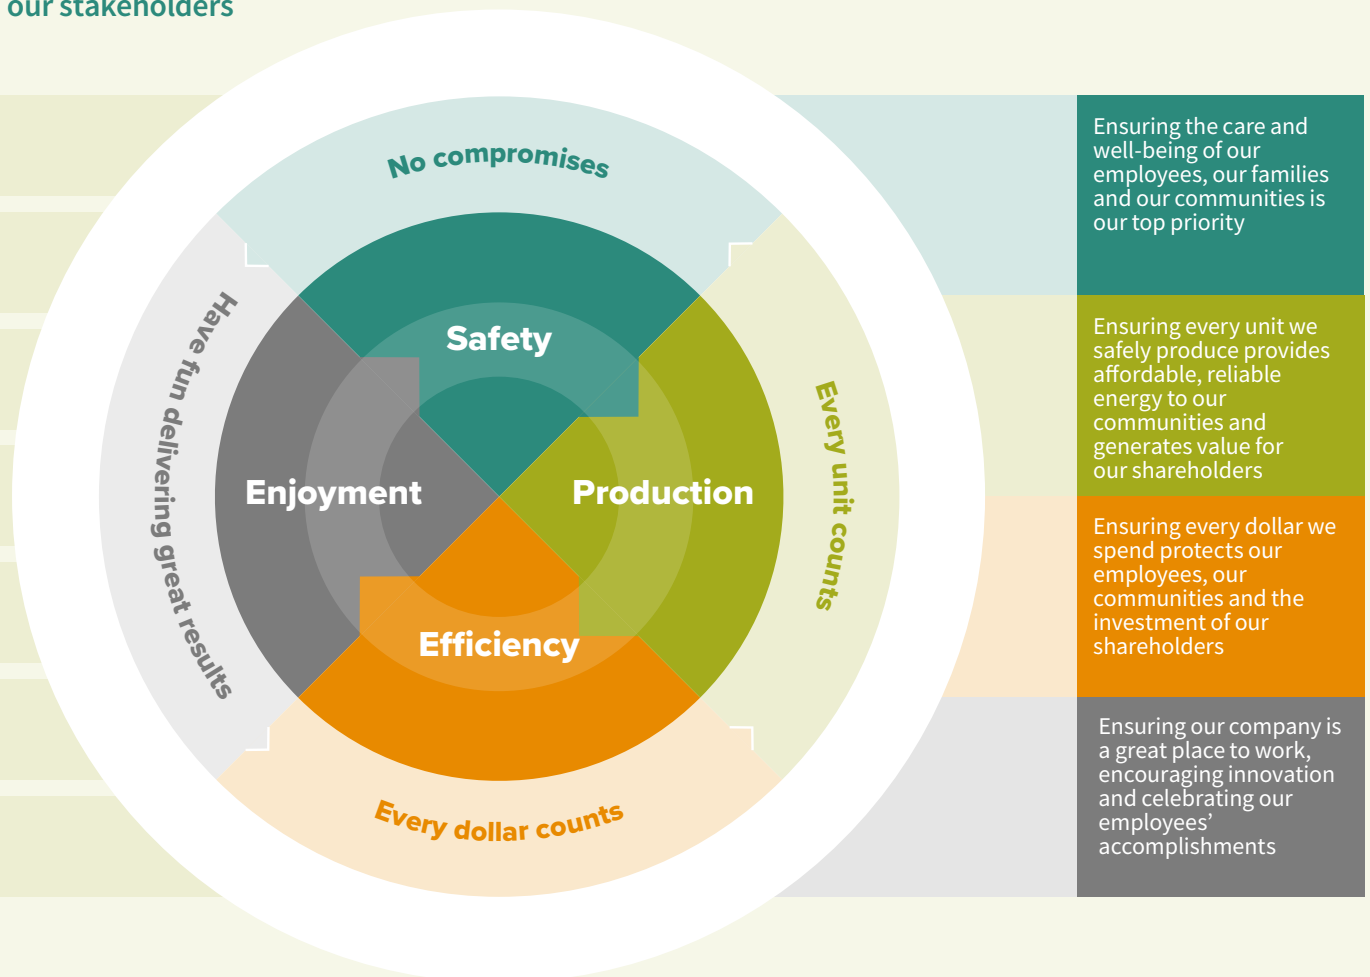 our stakeholders
No compromises
Safety
Have fun delivering great results
Enjoyment
Production
Every unit counts
Efficiency
Every dollar counts
Ensuring the care and
well-being of our
employees, our families
and our communities is
our top priority
Ensuring every unit we
safely produce provides
affordable, reliable
energy to our
communities and
generates value for
our shareholders
Ensuring every dollar we
spend protects our
employees, our
communities and the
investment of our
shareholders
Ensuring our company is
a great place to work,
encouraging innovation
and celebrating our
employees’
accomplishments